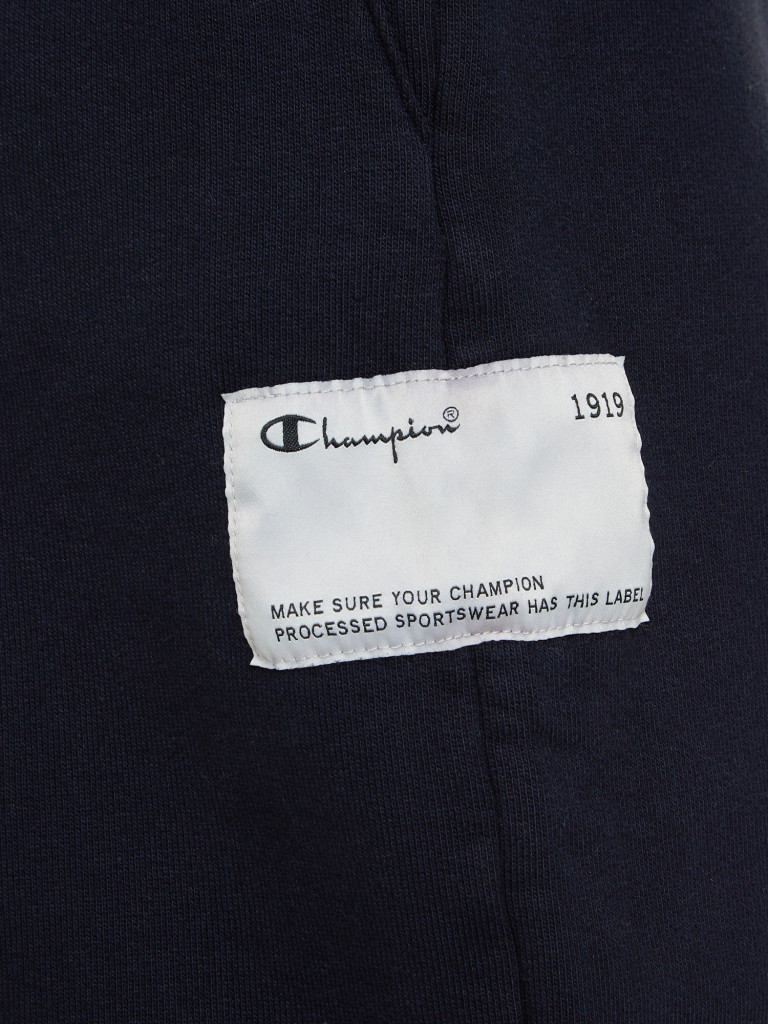 Champion® 1919
MAKE SURE YOUR CHAMPION
PROCESSED SPORTSWEAR HAS THIS LABEL